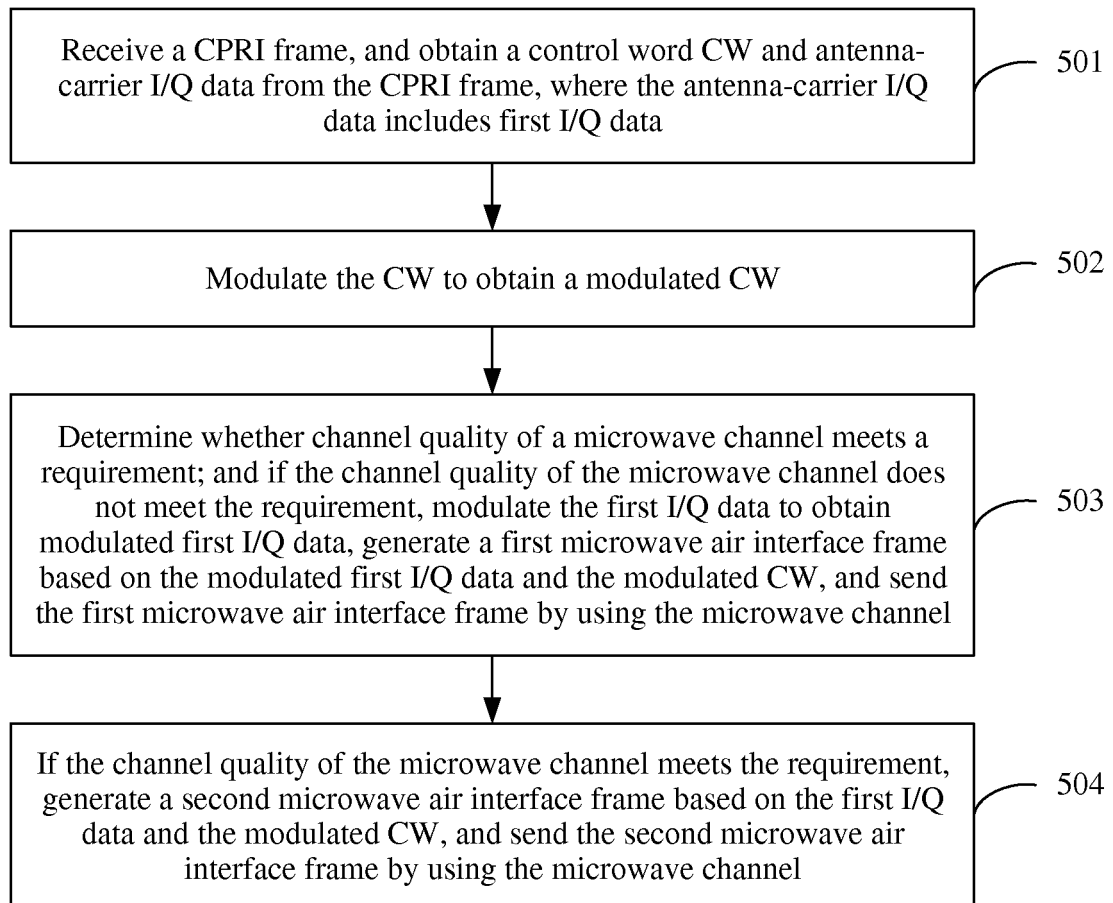 Receive a CPRI frame, and obtain a control word CW and antenna-
carrier I/Q data from the CPRI frame, where the antenna-carrier I/Q
data includes first I/Q data
501
Modulate the CW to obtain a modulated CW
502
Determine whether channel quality of a microwave channel meets a
requirement; and if the channel quality of the microwave channel does
not meet the requirement, modulate the first I/Q data to obtain
modulated first I/Q data, generate a first microwave air interface frame
based on the modulated first I/Q data and the modulated CW, and send
the first microwave air interface frame by using the microwave channel
503
If the channel quality of the microwave channel meets the requirement,
generate a second microwave air interface frame based on the first I/Q
data and the modulated CW, and send the second microwave air
interface frame by using the microwave channel
504